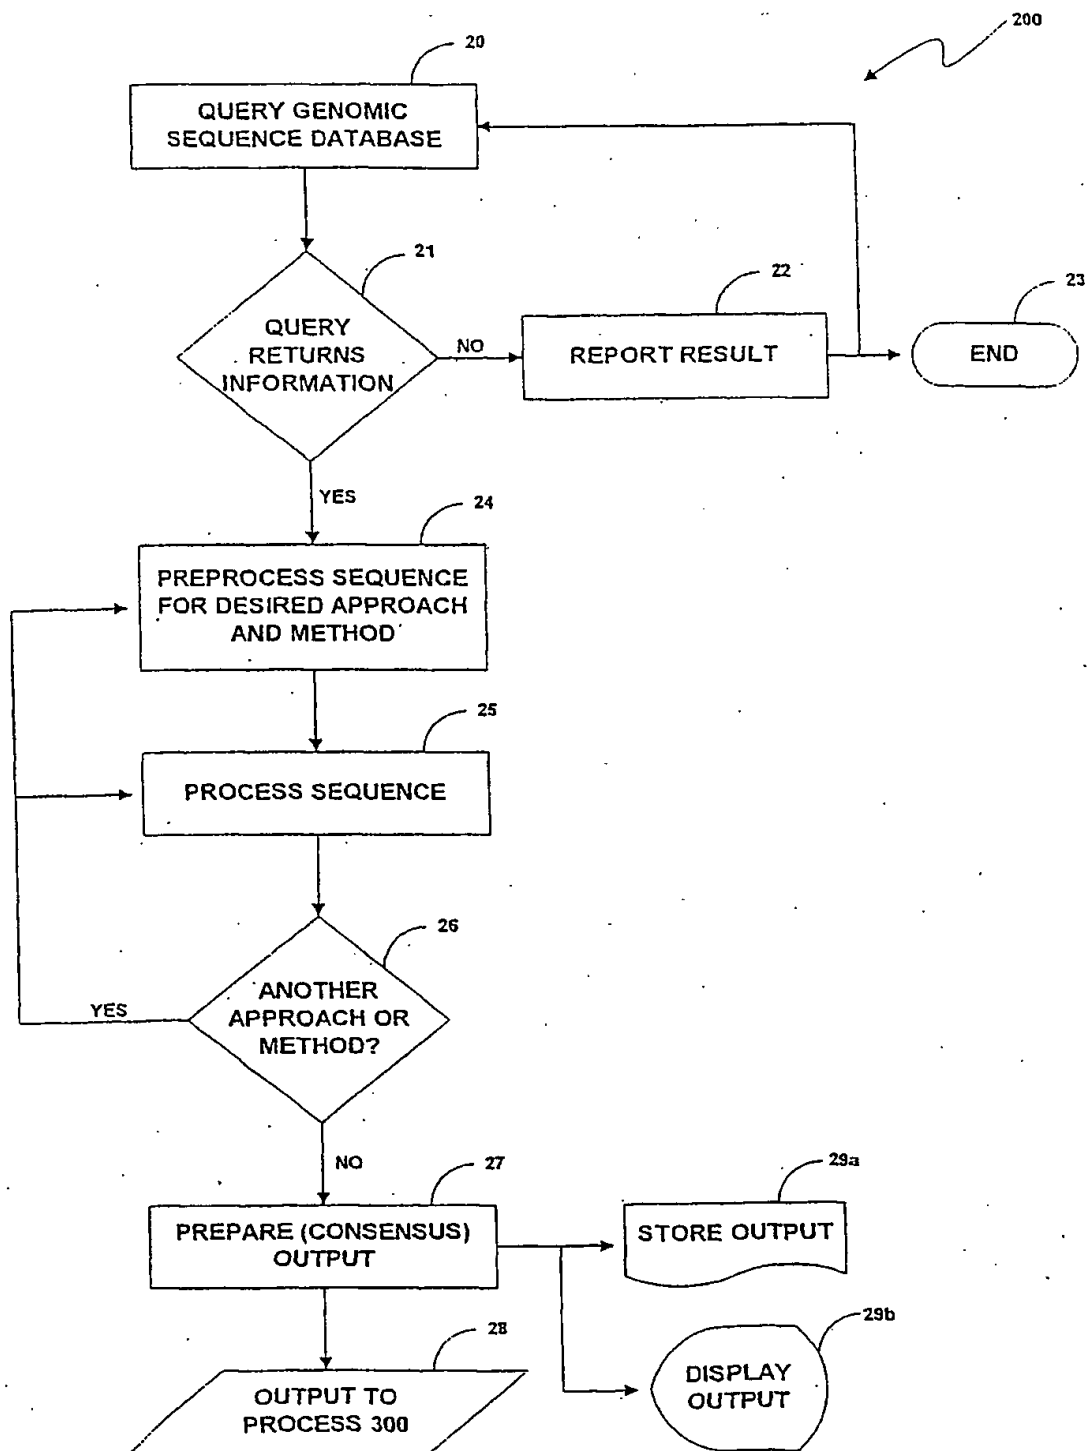 200
20
QUERY GENOMIC
SEQUENCE DATABASE
21
QUERY
RETURNS
INFORMATION
NO
22
REPORT RESULT
23
END
YES
24
PREPROCESS SEQUENCE
FOR DESIRED APPROACH
AND METHOD
25
PROCESS SEQUENCE
26
ANOTHER
APPROACH OR
METHOD?
YES
NO
27
PREPARE (CONSENSUS)
OUTPUT
29a
STORE OUTPUT
28
OUTPUT TO
PROCESS 300
29b
DISPLAY
OUTPUT